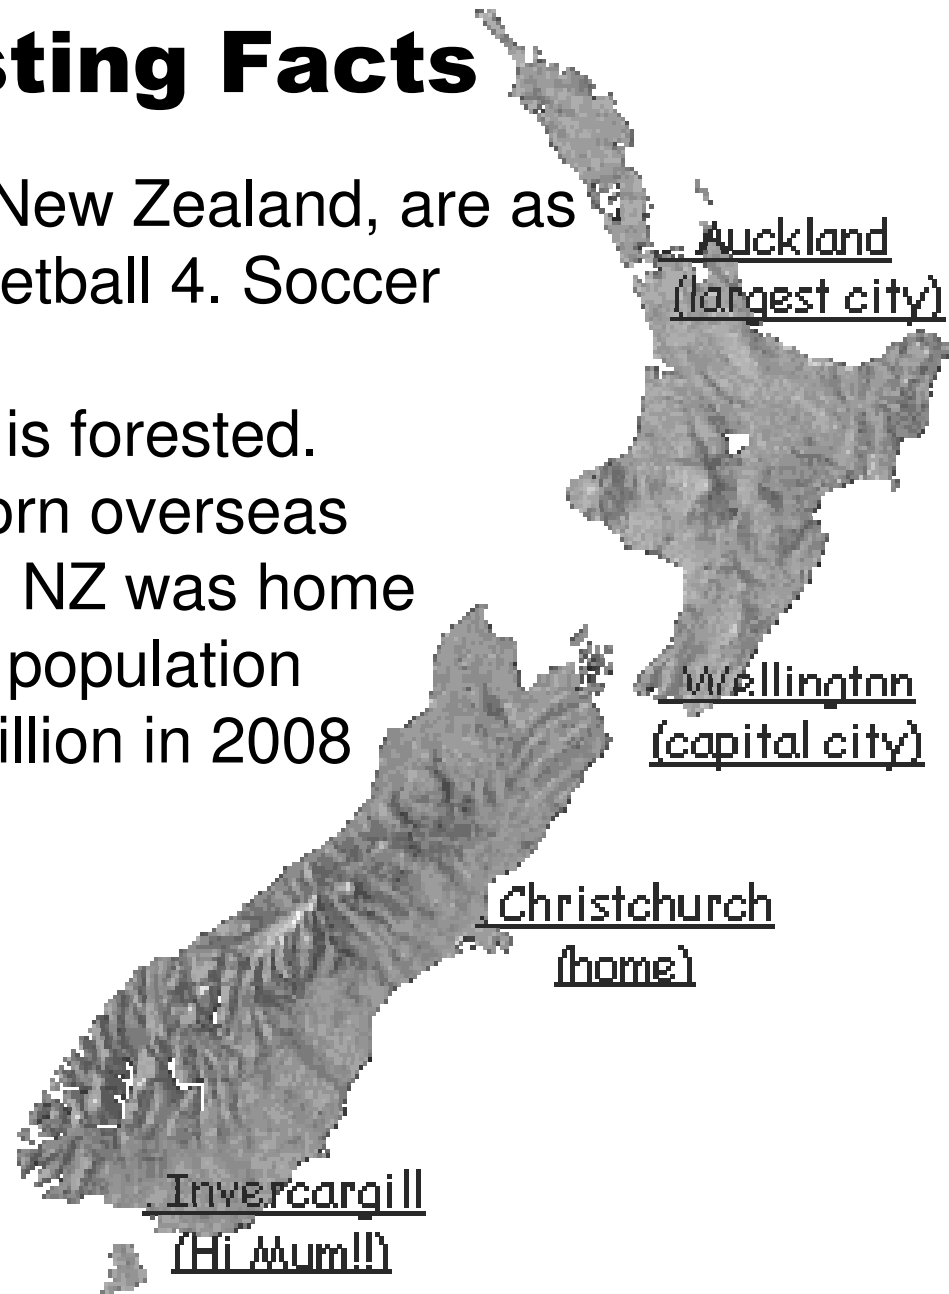 sting Facts
New Zealand, are as
etball 4. Soccer
is forested.
orn overseas
NZ was home
population
illion in 2008
Auckland
(largest city)
Wellington
(capital city)
Christchurch
(home)
Invercargill
(Hi Mum!!)